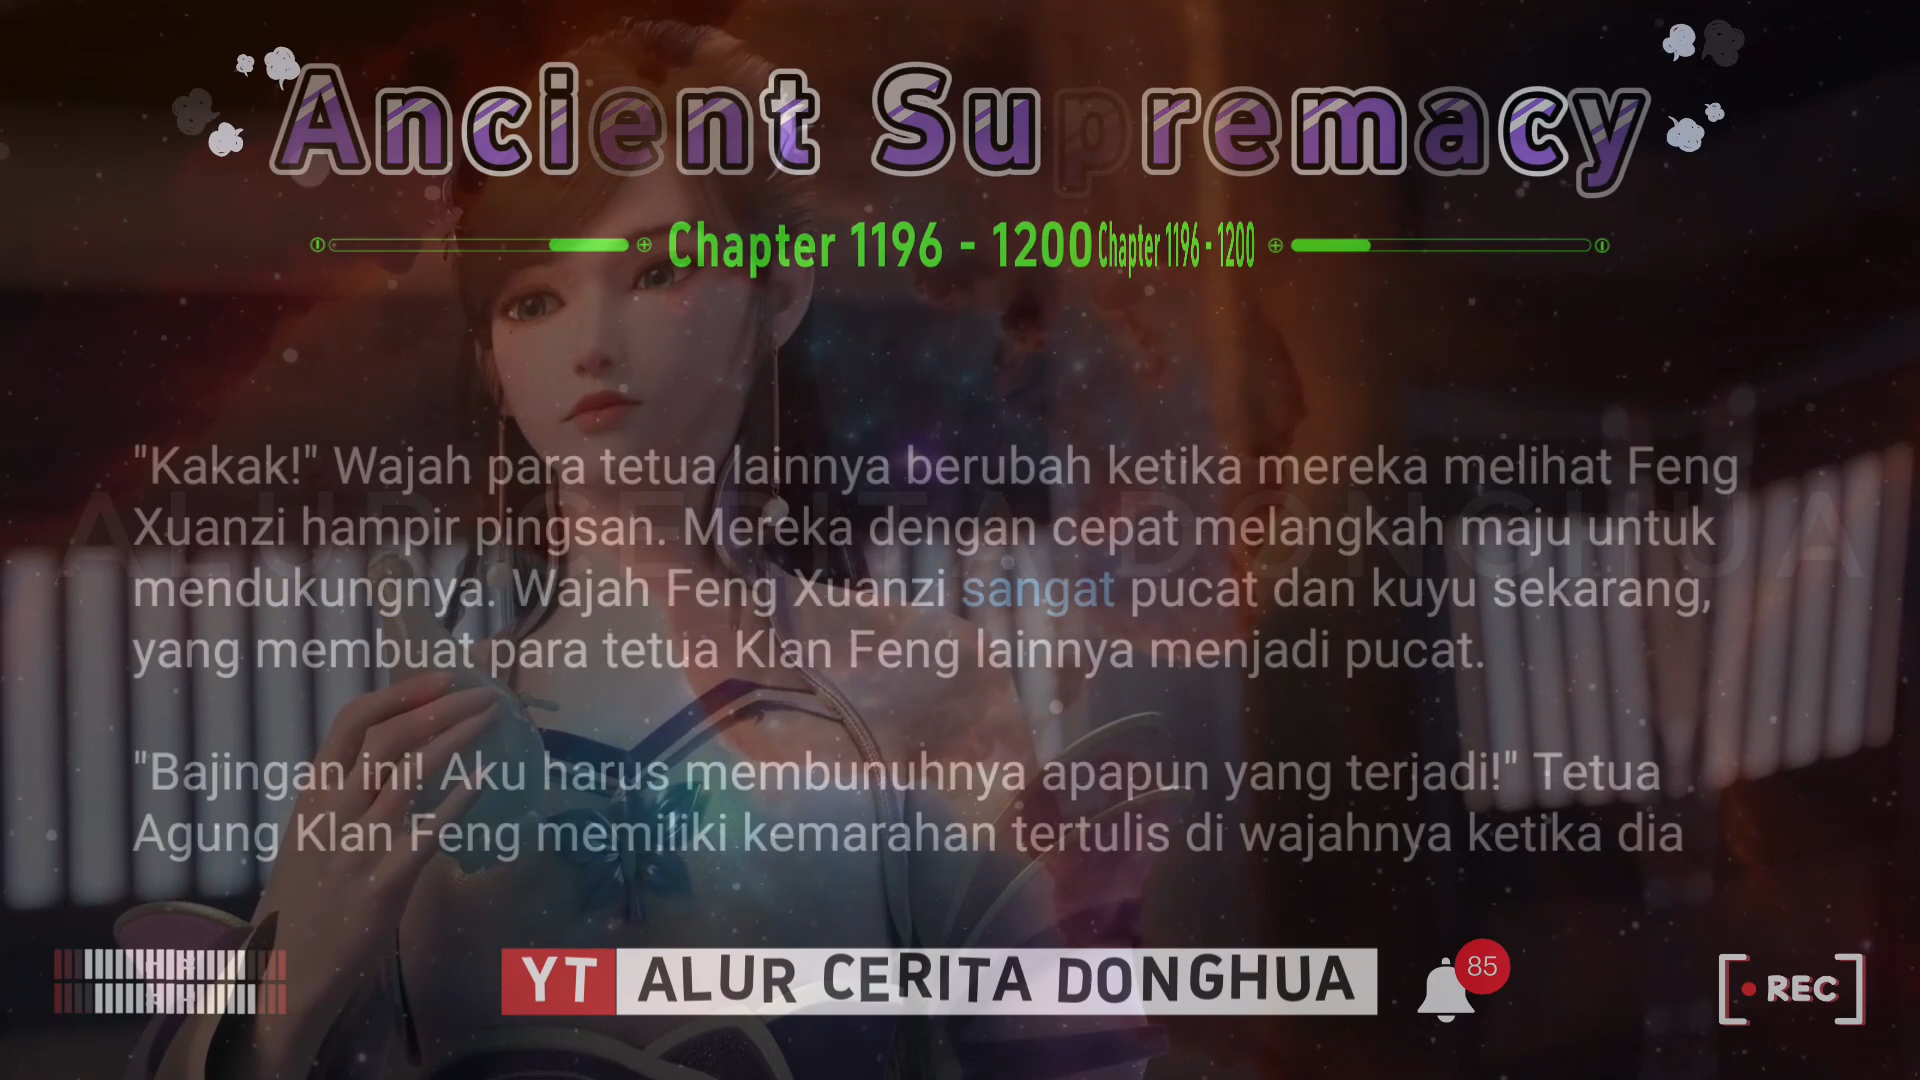 Ancient Supremacy
Chapter 1196 - 1200 Chapter 1196 - 1200
"Kakak!" Wajah para tetua lainnya berubah ketika mereka melihat Feng
ALUR CERITA DONGHUA
Xuanzi hampir pingsan. Mereka dengan cepat melangkah maju untuk
mendukungnya. Wajah Feng Xuanzi sangat pucat dan kuyu sekarang,
yang membuat para tetua Klan Feng lainnya menjadi pucat.
"Bajingan ini! Aku harus membunuhnya apapun yang terjadi!" Tetua
Agung Klan Feng memiliki kemarahan tertulis di wajahnya ketika dia
YT ALUR CERITA DONGHUA
85
REC